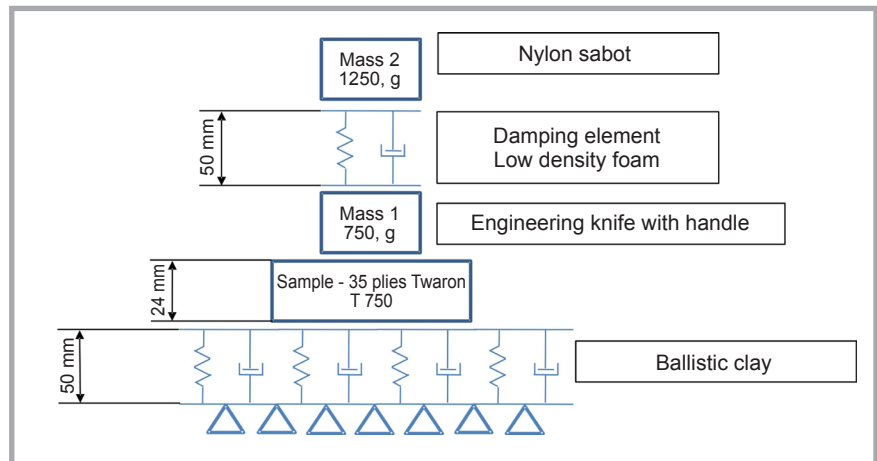 Mass 2
1250, g
Nylon sabot
50 mm
Damping element
Low density foam
Mass 1
750, g
Engineering knife with handle
24 mm
Sample - 35 plies Twaron
T 750
50 mm
Ballistic clay